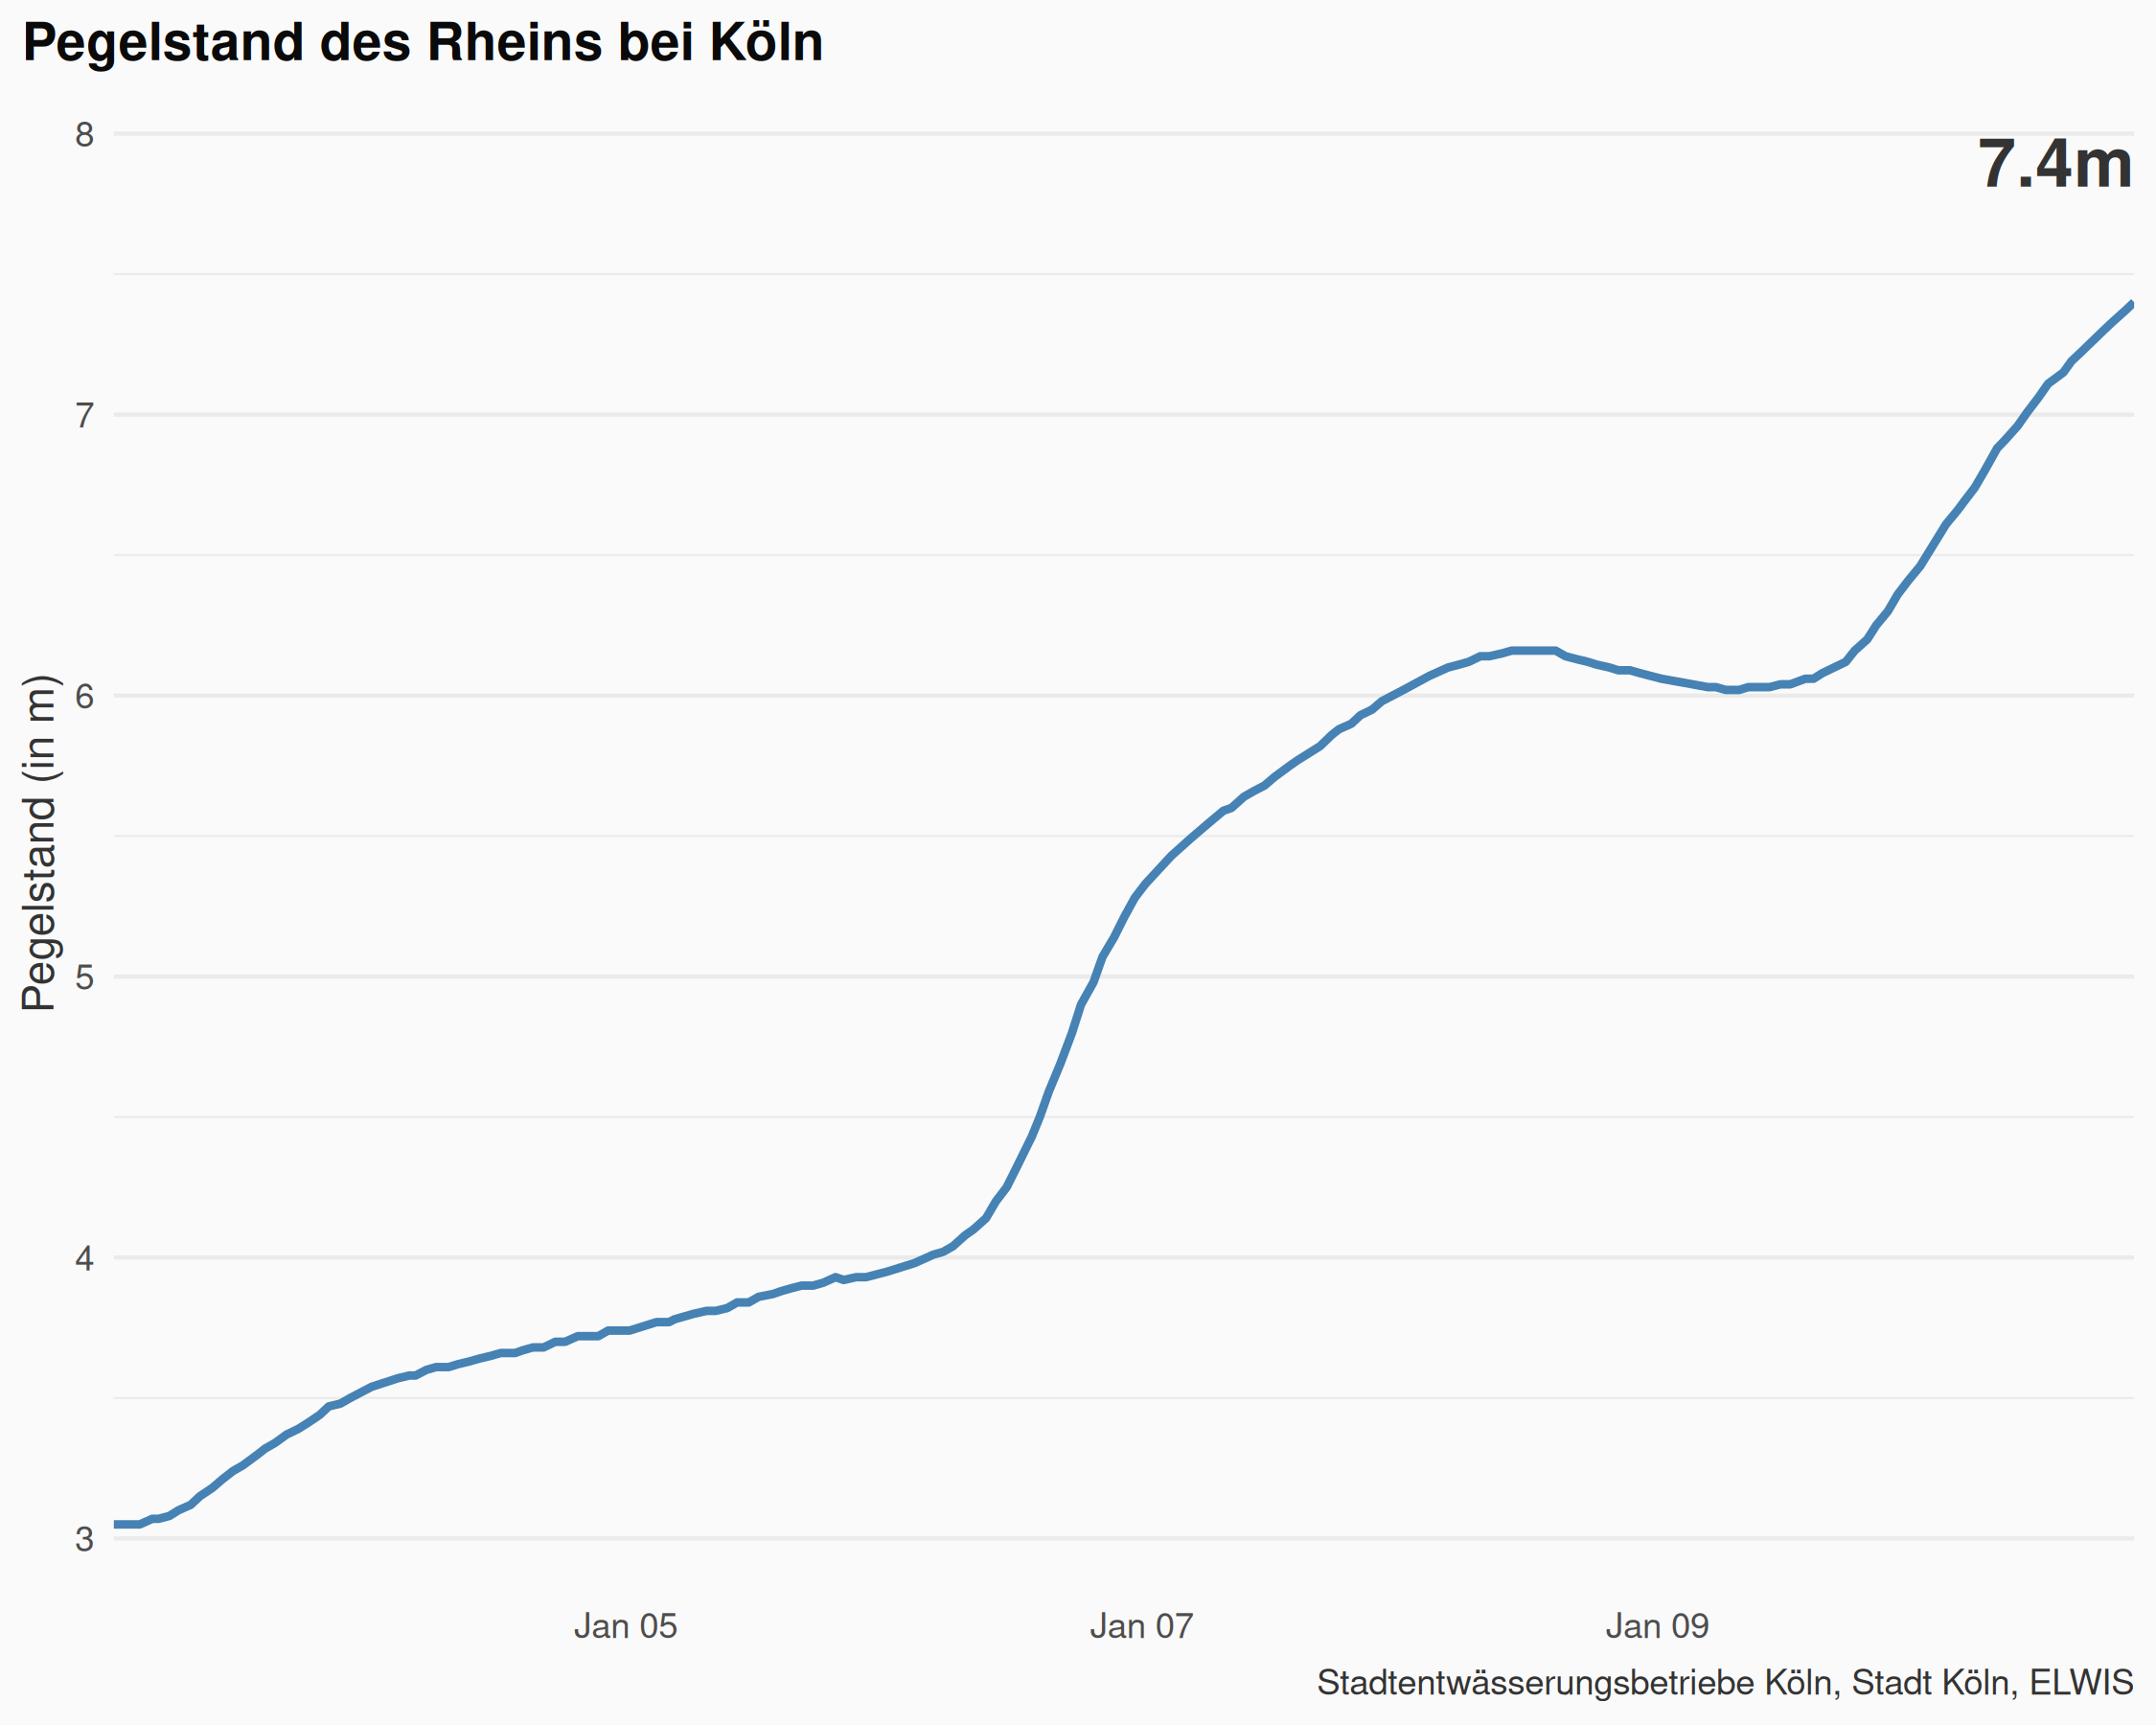 Pegelstand des Rheins bei Köln
8
7.4m
7
6
Pegelstand (in m)
5
4
3
Jan 05 Jan 07 Jan 09
Stadtentwässerungsbetriebe Köln, Stadt Köln, ELWIS